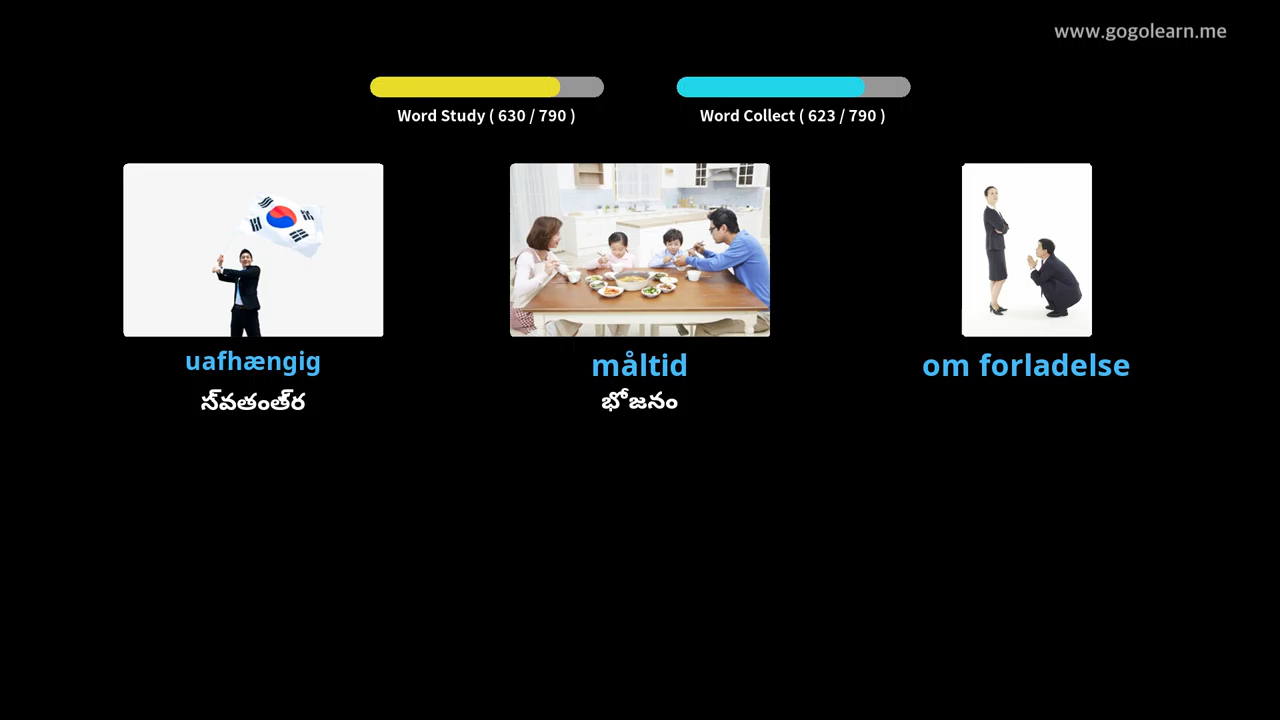 www.gogolearn.me
Word Study ( 630 / 790 )
Word Collect ( 623 / 790 )
uafhængig
måltid
om forladelse
స్వతంత్ర
భోజనం